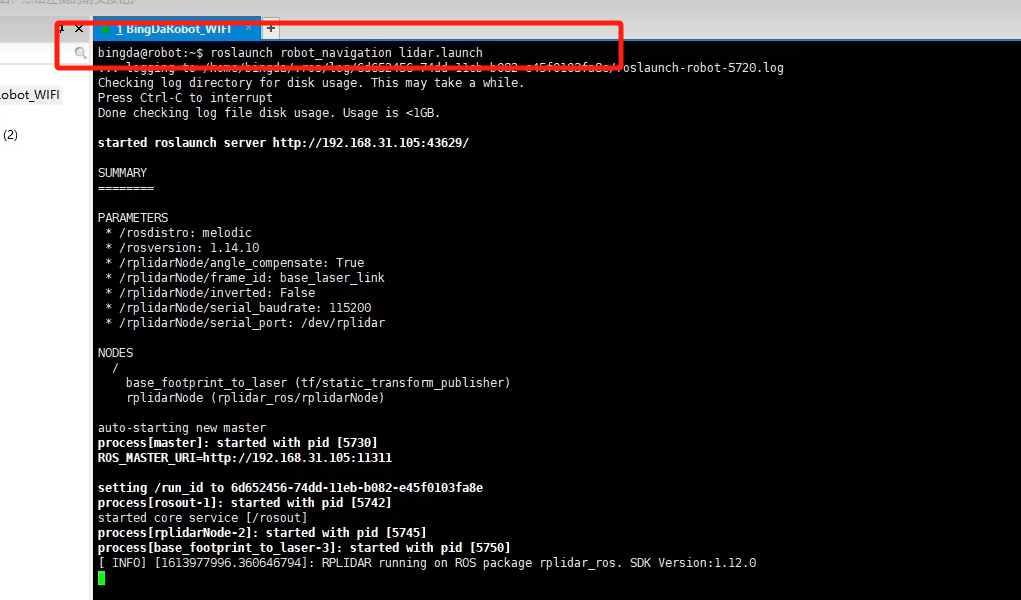 1 BingDaRobot_WIFI × +
bingda@robot:~$ roslaunch robot_navigation lidar.launch
... logging to /home/bingda/.ros/log/6d652456-74dd-11eb-b082-e45f0103fa8e/roslaunch-robot-5720.log
Checking log directory for disk usage. This may take a while.
Press Ctrl-C to interrupt
Done checking log file disk usage. Usage is <1GB.
started roslaunch server http://192.168.31.105:43629/
SUMMARY
========
PARAMETERS
* /rosdistro: melodic
* /rosversion: 1.14.10
* /rplidarNode/angle_compensate: True
* /rplidarNode/frame_id: base_laser_link
* /rplidarNode/inverted: False
* /rplidarNode/serial_baudrate: 115200
* /rplidarNode/serial_port: /dev/rplidar
NODES
/
base_footprint_to_laser (tf/static_transform_publisher)
rplidarNode (rplidar_ros/rplidarNode)
auto-starting new master
process[master]: started with pid [5730]
ROS_MASTER_URI=http://192.168.31.105:11311
setting /run_id to 6d652456-74dd-11eb-b082-e45f0103fa8e
process[rosout-1]: started with pid [5742]
started core service [/rosout]
process[rplidarNode-2]: started with pid [5745]
process[base_footprint_to_laser-3]: started with pid [5750]
[ INFO] [1613977996.360646794]: RPLIDAR running on ROS package rplidar_ros. SDK Version:1.12.0
obot_WIFI
(2)